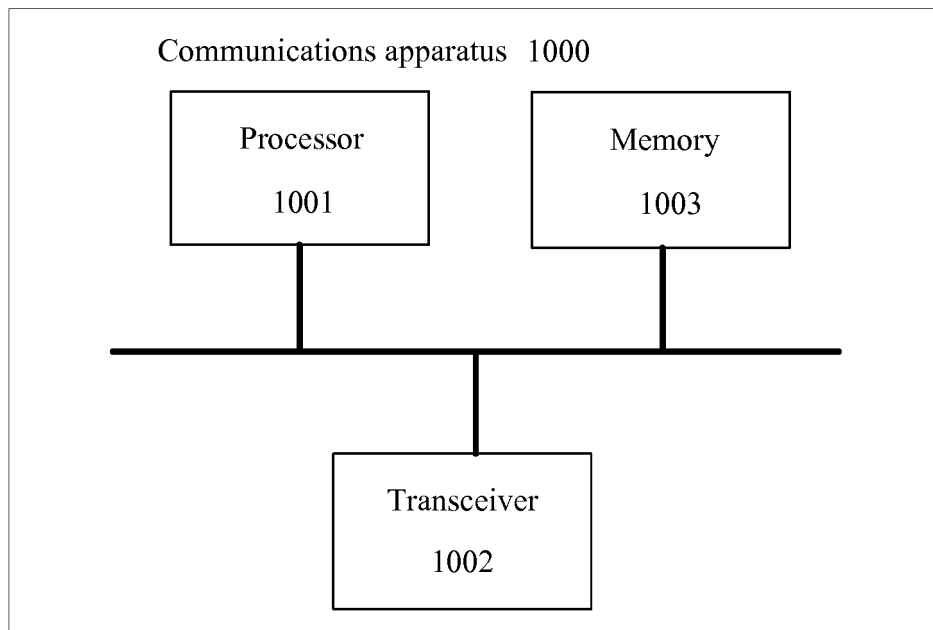 Communications apparatus 1000
Processor
1001
Memory
1003
Transceiver
1002